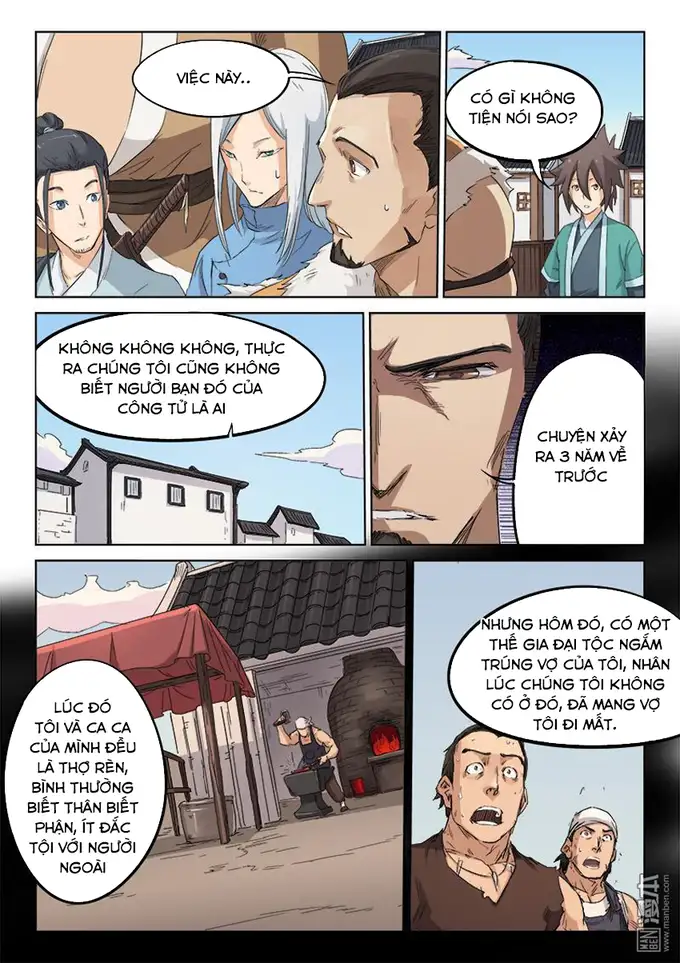 VIỆC NÀY..
CÓ GÌ KHÔNG
TIỆN NÓI SAO?
KHÔNG KHÔNG KHÔNG, THỰC
RA CHÚNG TÔI CŨNG KHÔNG
BIẾT NGƯỜI BẠN ĐÓ CỦA
CÔNG TỬ LÀ AI
CHUYỆN XẢY
RA 3 NĂM VỀ
TRƯỚC
LÚC ĐÓ
TÔI VÀ CA CA
CỦA MÌNH ĐỀU
LÀ THỢ RÈN,
BÌNH THƯỜNG
BIẾT THÂN BIẾT
PHẬN, ÍT ĐẮC
TỘI VỚI NGƯỜI
NGOÀI
NHƯNG HÔM ĐÓ, CÓ MỘT
THẾ GIA ĐẠI TỘC NGẮM
TRÚNG VỢ CỦA TÔI, NHÂN
LÚC CHÚNG TÔI KHÔNG
CÓ Ở ĐÓ, ĐÃ MANG VỢ
TÔI ĐI MẤT.
MAN
BEN
漫本
www.manben.com